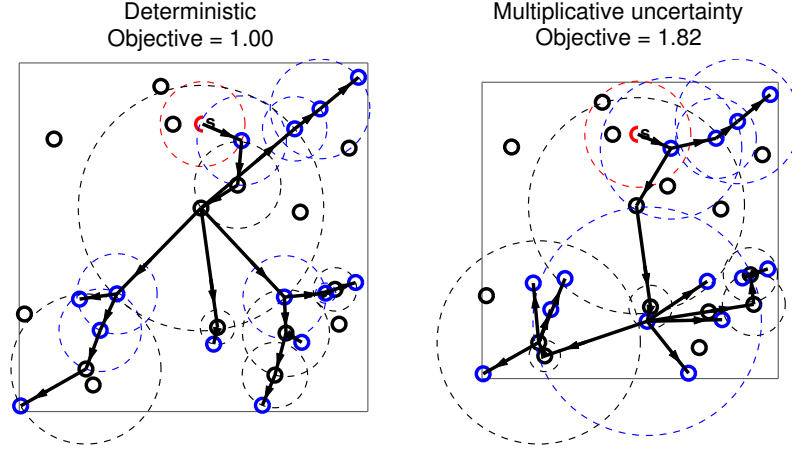 Deterministic
Objective = 1.00
Multiplicative uncertainty
Objective = 1.82
s
s